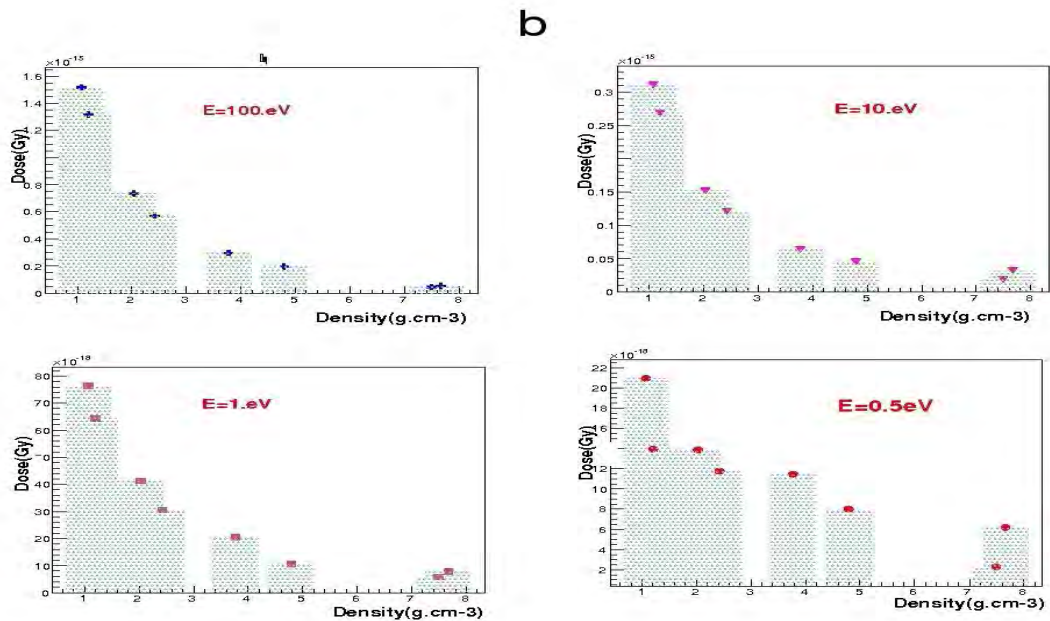 b
×10⁻¹⁵
1.6
1.4
1.2
0.8
0.6
0.4
0.2
0
Dose(Gy)
E=100.eV
1 2 3 4 5 6 7 8
Density(g.cm-3)
×10⁻¹⁵
0.3
0.25
0.15
0.1
0.05
0
Dose(Gy)
E=10.eV
1 2 3 4 5 6 7 8
Density(g.cm-3)
×10⁻¹⁸
80
70
60
40
30
20
10
0
Dose(Gy)
E=1.eV
1 2 3 4 5 6 7 8
Density(g.cm-3)
×10⁻¹⁸
22
20
18
14
12
10
8
6
4
2
Dose(Gy)
E=0.5eV
1 2 3 4 5 6 7 8
Density(g.cm-3)